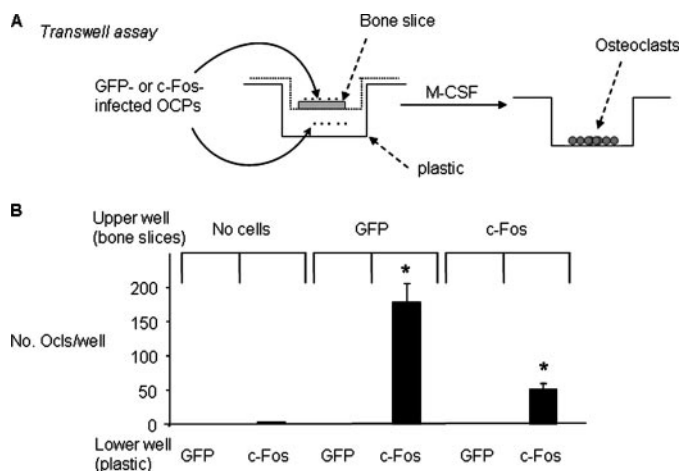 A
Transwell assay
Bone slice
Osteoclasts
GFP- or c-Fos-
infected OCPs
M-CSF
plastic
B
Upper well
(bone slices)
No cells GFP c-Fos
* *
200
150
No. Ocls/well
100
50
0
Lower well
(plastic)
GFP c-Fos GFP c-Fos GFP c-Fos